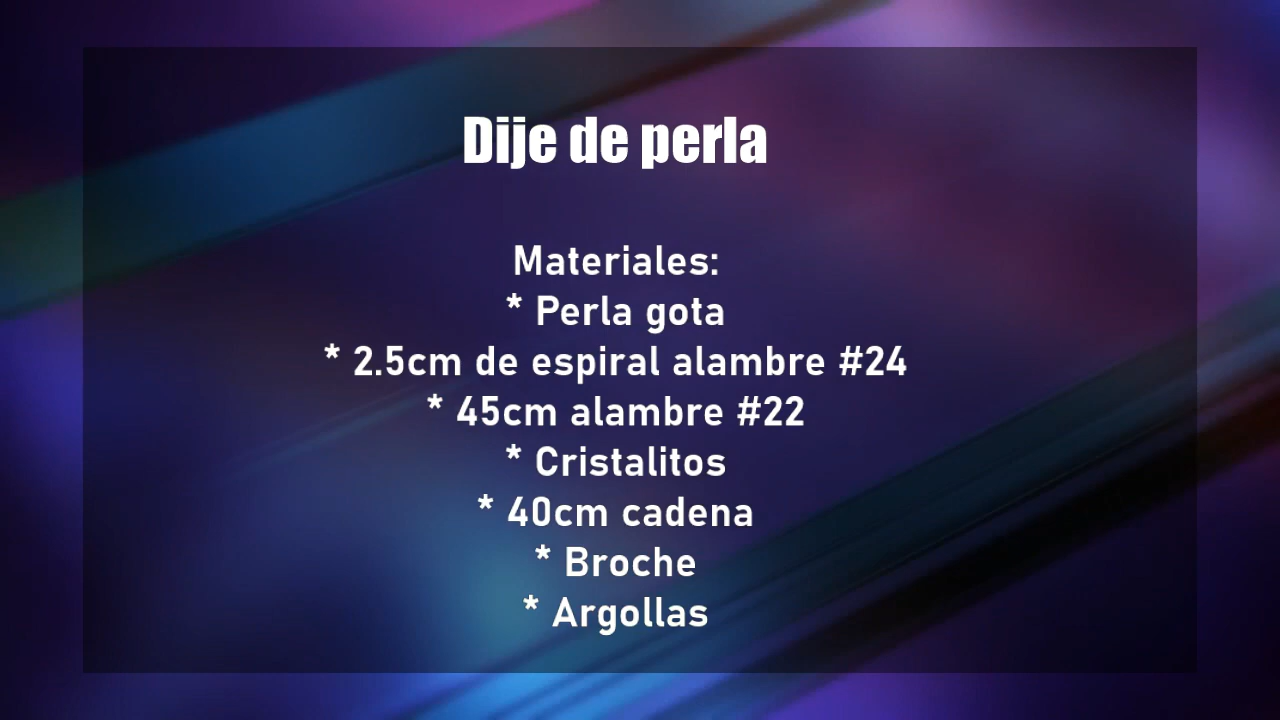 Dije de perla
Materiales:
* Perla gota
* 2.5cm de espiral alambre #24
* 45cm alambre #22
* Cristalitos
* 40cm cadena
* Broche
* Argollas